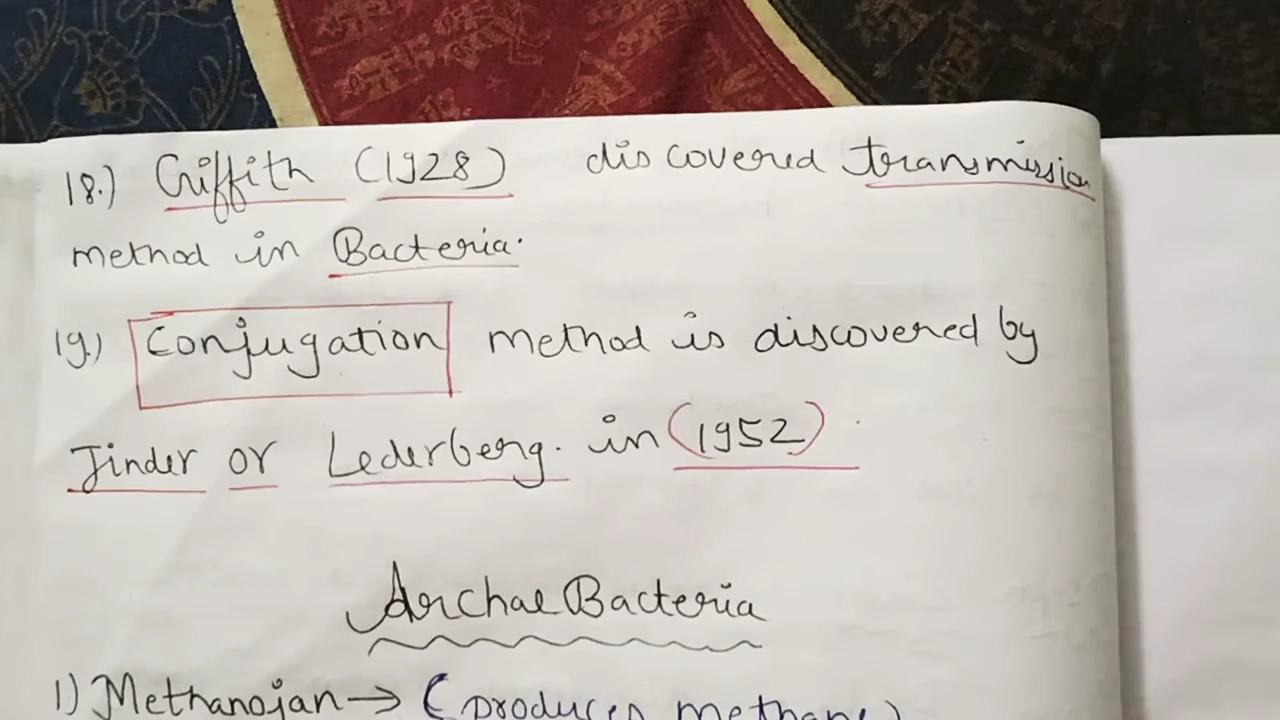 18.) Griffith (1928) discovered transmission
method in Bacteria.
19.) Conjugation method is discovered by
Jinder or Lederberg. in (1952)
ArchaeBacteria
1) Methanojan → (produces methane)